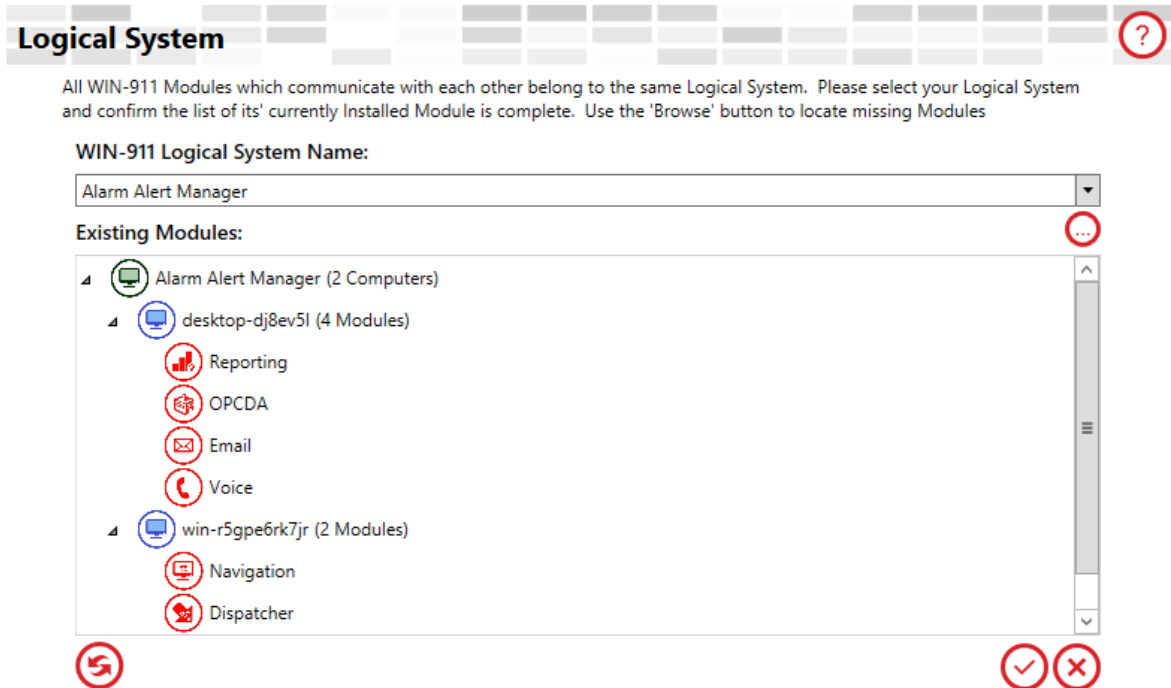 Logical System
?
All WIN-911 Modules which communicate with each other belong to the same Logical System.  Please select your Logical System
and confirm the list of its' currently Installed Module is complete.  Use the 'Browse' button to locate missing Modules
WIN-911 Logical System Name:
Alarm Alert Manager
Existing Modules:
...
Alarm Alert Manager (2 Computers)
desktop-dj8ev5l (4 Modules)
Reporting
OPCDA
Email
Voice
win-r5gpe6rk7jr (2 Modules)
Navigation
Dispatcher